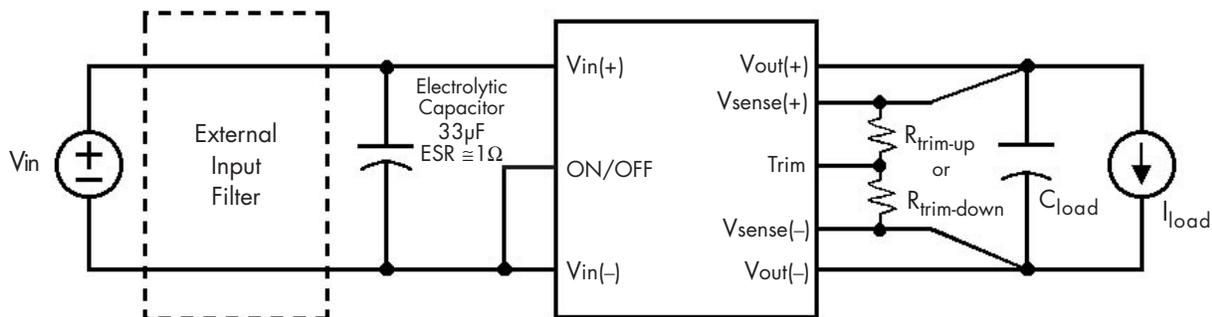 Vin
External
Input
Filter
Electrolytic
Capacitor
33µF
ESR ≅1Ω
Vin(+)
ON/OFF
Vin(–)
Vout(+)
Vsense(+)
Trim
Vsense(–)
Vout(–)
Rtrim-up
or
Rtrim-down
Cload
Iload